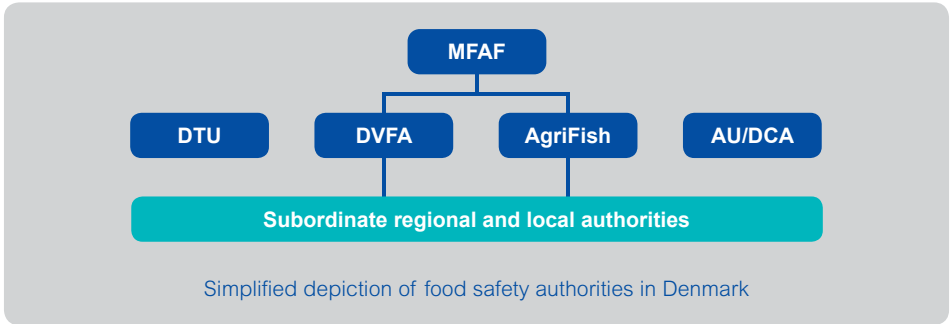 MFAF
DTU
DVFA
AgriFish
AU/DCA
Subordinate regional and local authorities
Simplified depiction of food safety authorities in Denmark